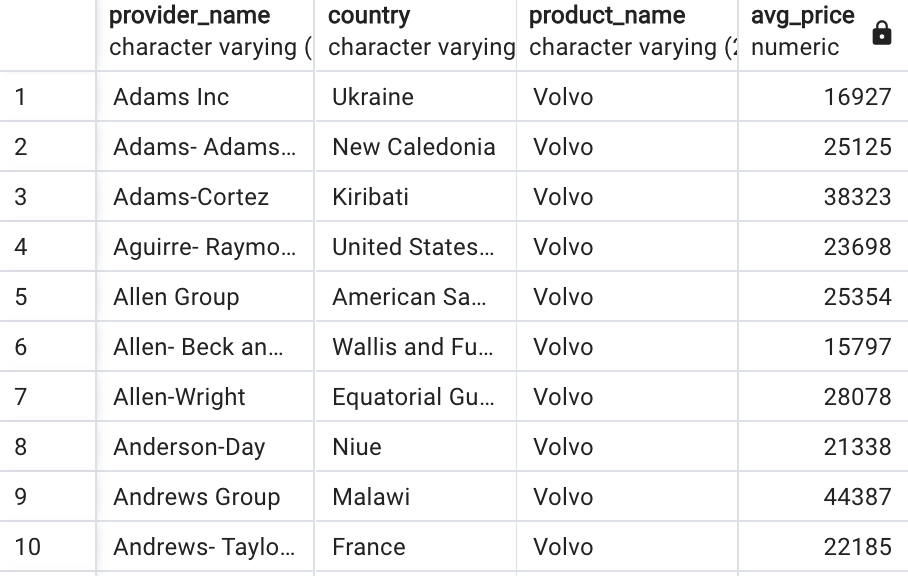 provider_name country product_name avg_price
character varying ( character varying character varying (2 numeric
1 Adams Inc Ukraine Volvo 16927
2 Adams- Adams... New Caledonia Volvo 25125
3 Adams-Cortez Kiribati Volvo 38323
4 Aguirre- Raymo... United States... Volvo 23698
5 Allen Group American Sa... Volvo 25354
6 Allen- Beck an... Wallis and Fu... Volvo 15797
7 Allen-Wright Equatorial Gu... Volvo 28078
8 Anderson-Day Niue Volvo 21338
9 Andrews Group Malawi Volvo 44387
10 Andrews- Taylo... France Volvo 22185